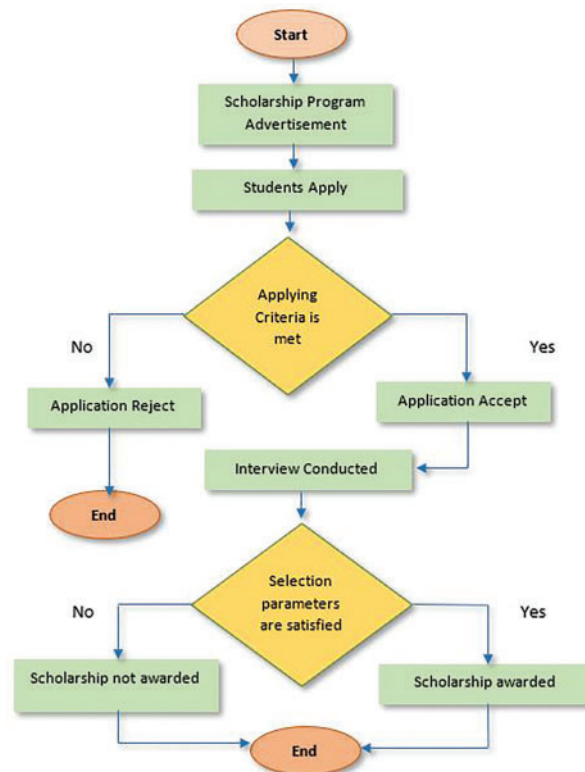 Start
Scholarship Program
Advertisement
Students Apply
Applying
Criteria is
met
No
Yes
Application Reject
Application Accept
Interview Conducted
End
Selection
parameters
are satisfied
No
Yes
Scholarship not awarded
Scholarship awarded
End